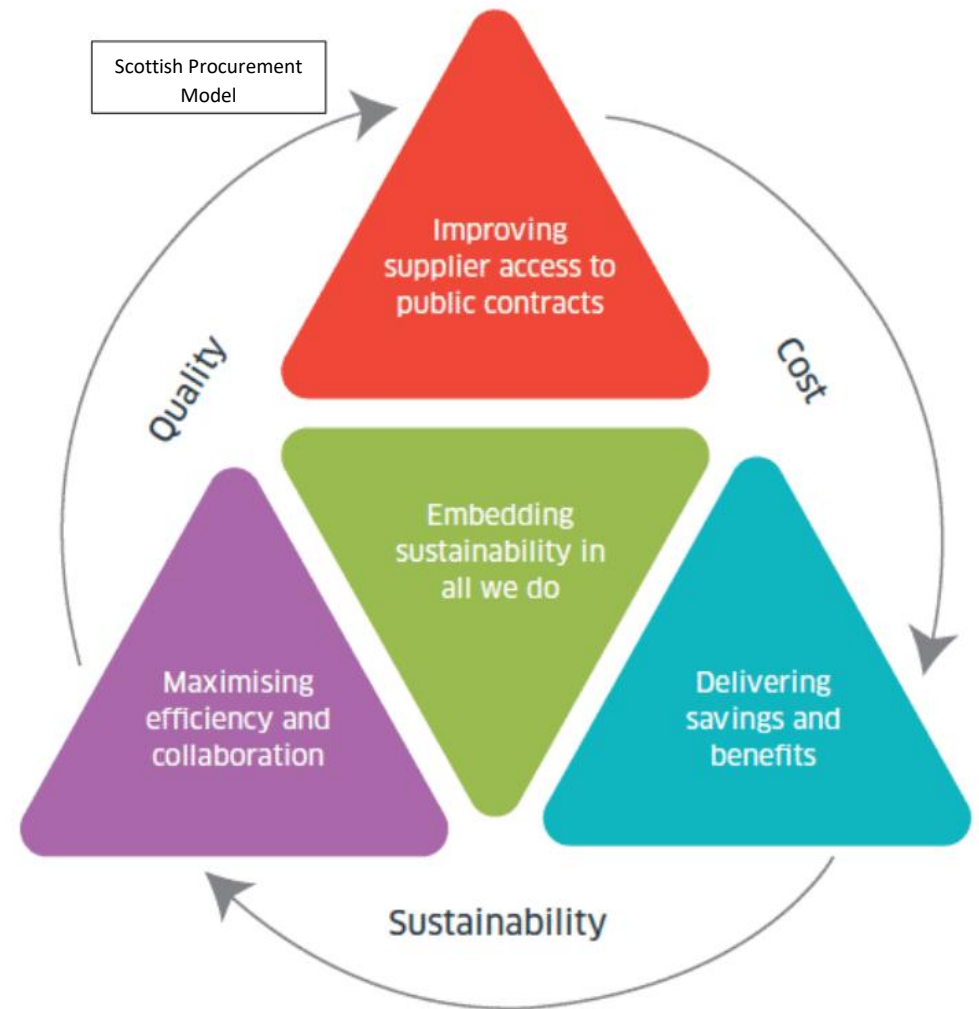 Scottish Procurement
Model
Improving
supplier access to
public contracts
Quality
Cost
Embedding
sustainability in
all we do
Maximising
efficiency and
collaboration
Delivering
savings and
benefits
Sustainability